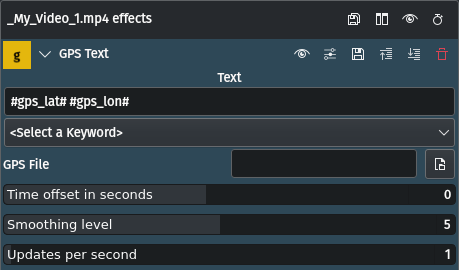 _My_Video_1.mp4 effects
g GPS Text
Text
#gps_lat# #gps_lon#
<Select a Keyword>
GPS File
Time offset in seconds 0
Smoothing level 5
Updates per second 1